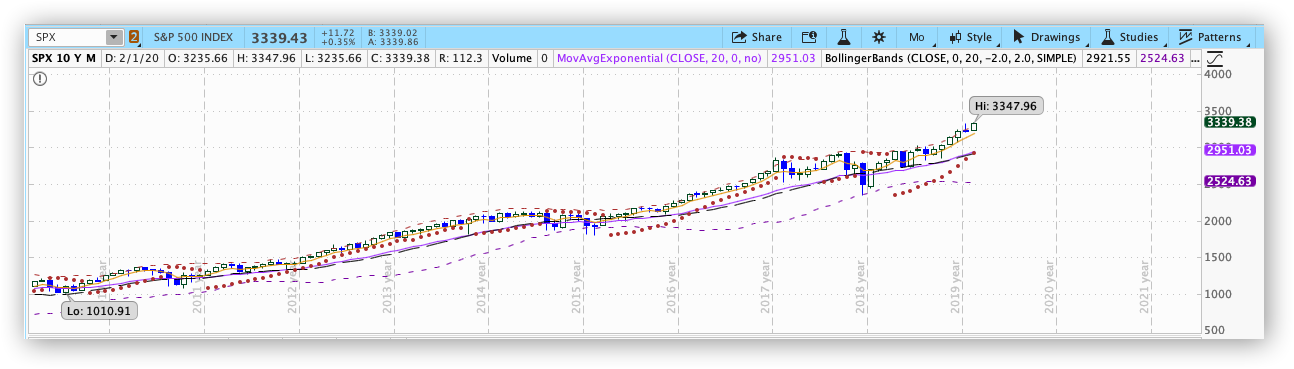 SPX 2 S&P 500 INDEX 3339.43 +11.72 +0.35% B: 3339.02 A: 3339.86 Share Mo Style Drawings Studies Patterns
SPX 10 Y M D: 2/1/20 O: 3235.66 H: 3347.96 L: 3235.66 C: 3339.38 R: 112.3 Volume 0 MovAvgExponential (CLOSE, 20, 0, no) 2951.03 BollingerBands (CLOSE, 0, 20, -2.0, 2.0, SIMPLE) 2921.55 2524.63 ...
4000
Hi: 3347.96
3500
3339.38
2951.03
2524.63
2000
1500
1000
500
Lo: 1010.91
2011 year
2012 year
2013 year
2014 year
2015 year
2016 year
2017 year
2018 year
2019 year
2020 year
2021 year